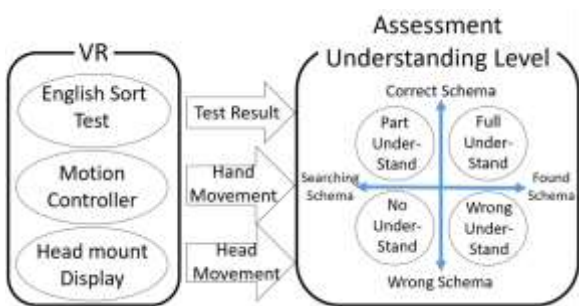 VR
English Sort
Test
Motion
Controller
Head mount
Display
Test Result
Hand
Movement
Head
Movement
Assessment
Understanding Level
Correct Schema
Part
Under-
Stand
Full
Under-
Stand
Searching
Schema
Found
Schema
No
Under-
Stand
Wrong
Under-
Stand
Wrong Schema